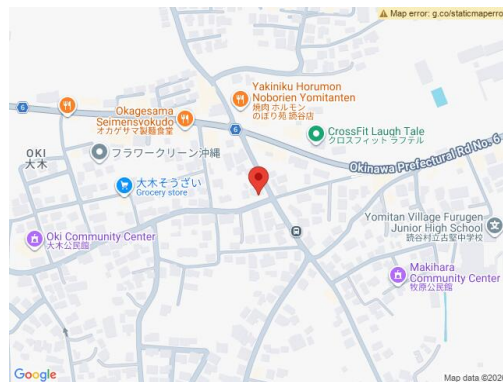 Map error: g.co/staticmaperro
Yakiniku Horumon
Noborien Yomitanten
焼肉 ホルモン
のぼり苑 読谷店
Okagesama
Seimensyokudo
オカゲサマ製麵食堂
6
6
CrossFit Laugh Tale
クロスフィット ラフテル
OKI
大木
フラワークリーン沖縄
Okinawa Prefectural Rd No. 6
大木そうざい
Grocery store
Yomitan Village Furugen
Junior High School
読谷村立古堅中学校
Oki Community Center
大木公民館
Makihara
Community Center
牧原公民館
Google
Map data ©202